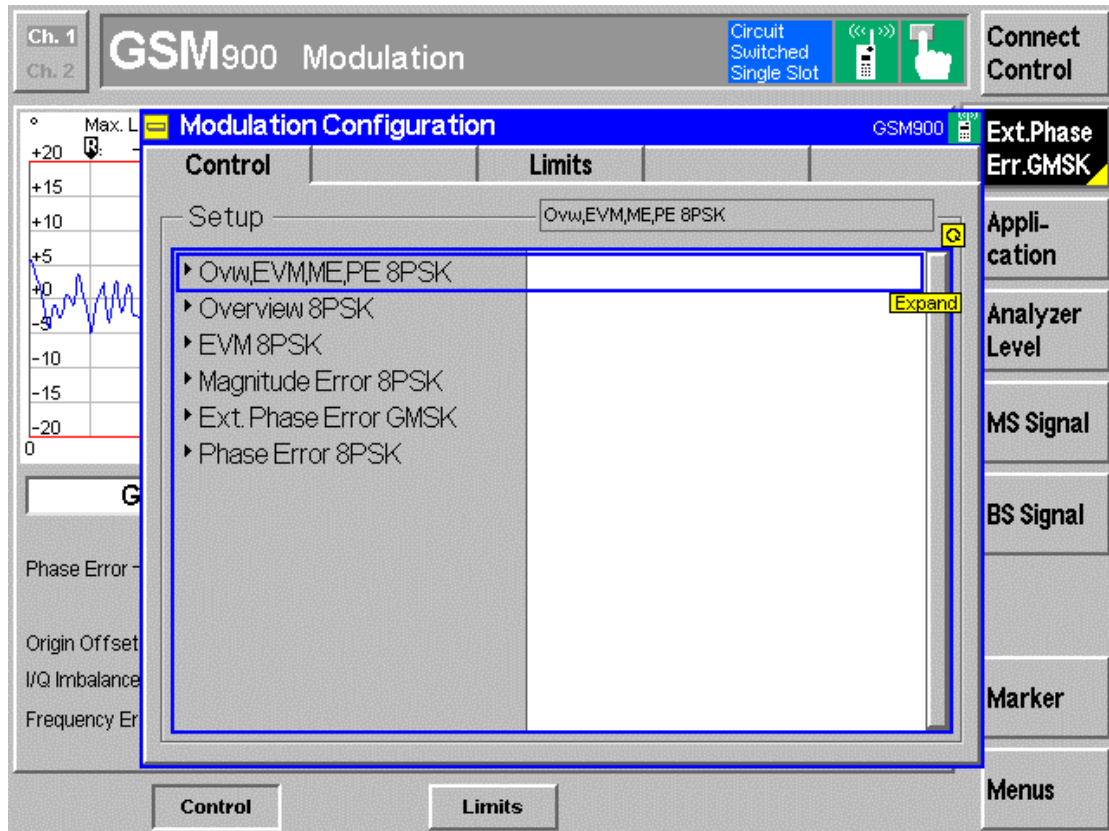 Ch. 1
Ch. 2
GSM900 Modulation
Circuit
Switched
Single Slot
Connect
Control
° Max. L
R:
+20
+15
+10
+5
+0
-5
-10
-15
-20
0
Modulation Configuration
GSM900
Control
Limits
Setup
Ovw,EVM,ME,PE 8PSK
Ovw,EVM,ME,PE 8PSK
Expand
Overview 8PSK
EVM 8PSK
Magnitude Error 8PSK
Ext. Phase Error GMSK
Phase Error 8PSK
Ext.Phase
Err.GMSK
Appli-
cation
Analyzer
Level
MS Signal
BS Signal
Marker
Menus
G
Phase Error
Origin Offset
I/Q Imbalance
Frequency Er
Control
Limits